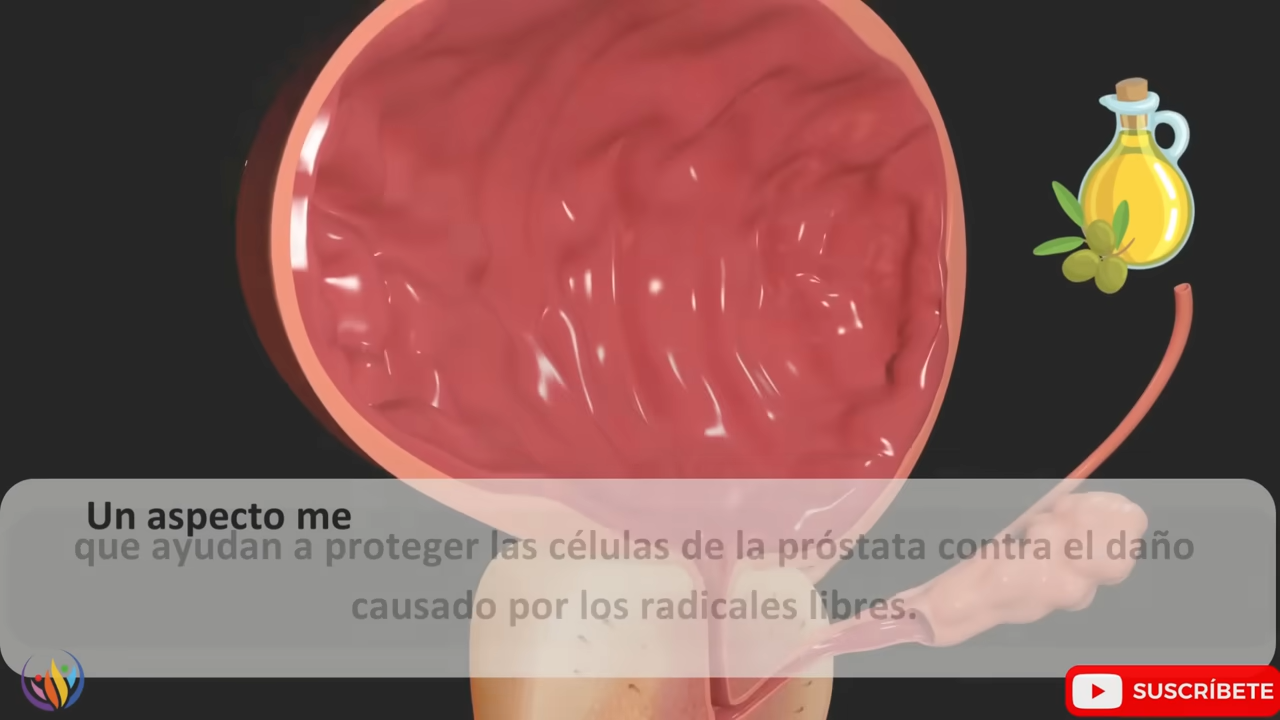 Un aspecto me
que ayudan a proteger las células de la próstata contra el daño
causado por los radicales libres.
SUSCRÍBETE